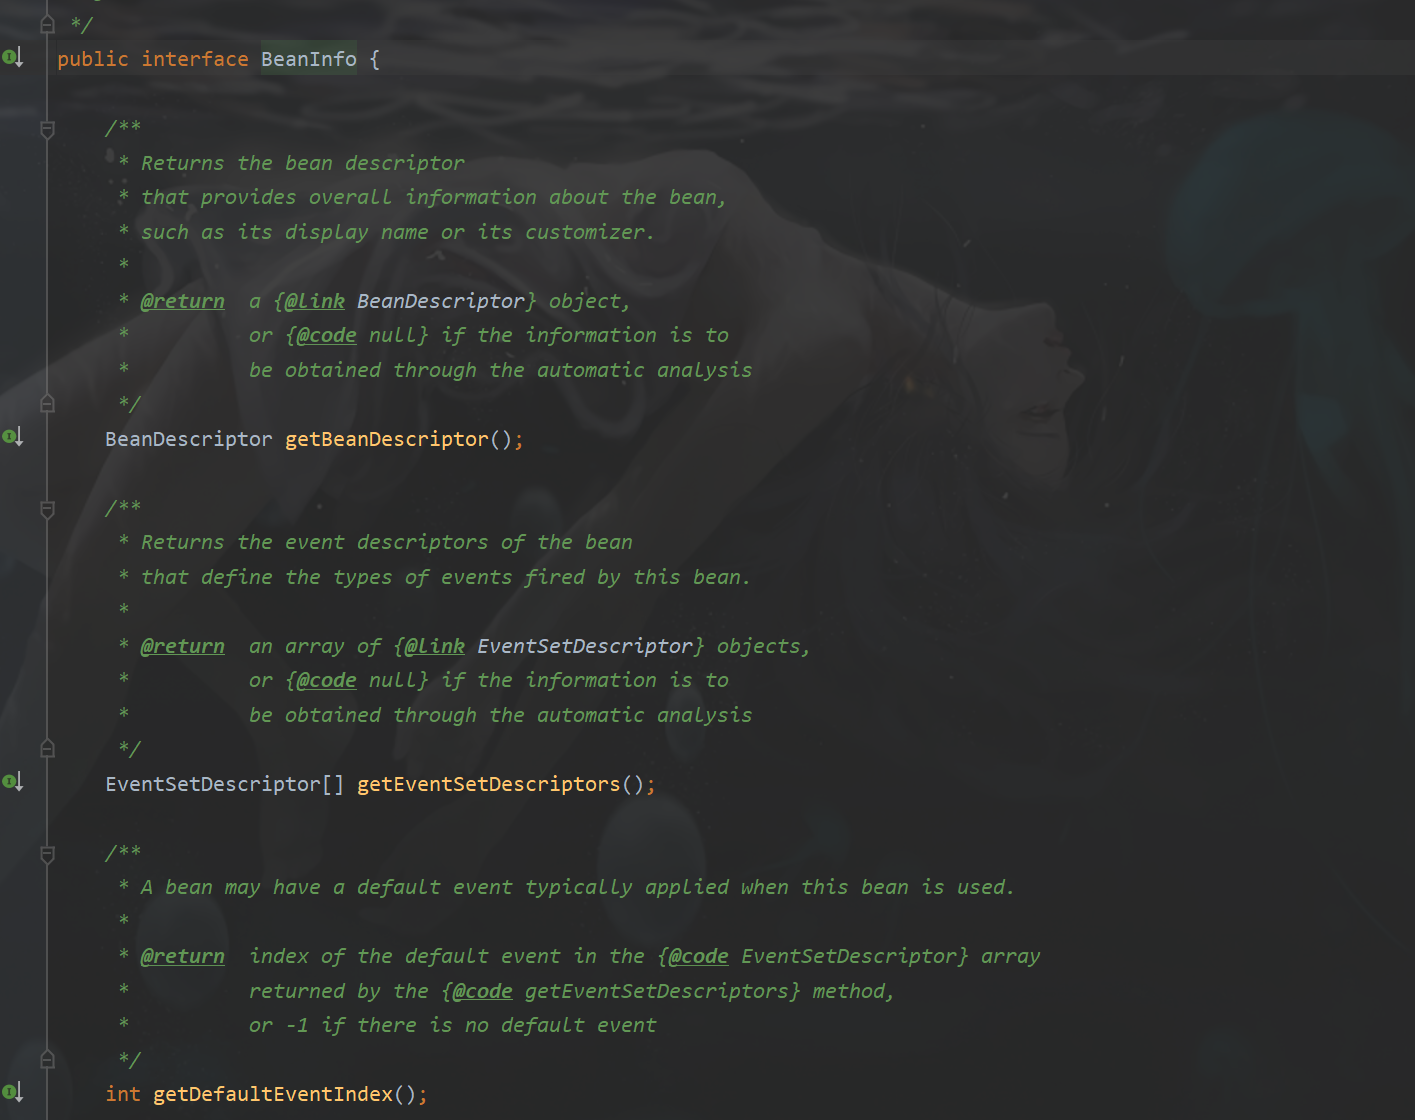 */
public interface BeanInfo {
/**
* Returns the bean descriptor
* that provides overall information about the bean,
* such as its display name or its customizer.
*
* @return a {@link BeanDescriptor} object,
* or {@code null} if the information is to
* be obtained through the automatic analysis
*/
BeanDescriptor getBeanDescriptor();
/**
* Returns the event descriptors of the bean
* that define the types of events fired by this bean.
*
* @return an array of {@link EventSetDescriptor} objects,
* or {@code null} if the information is to
* be obtained through the automatic analysis
*/
EventSetDescriptor[] getEventSetDescriptors();
/**
* A bean may have a default event typically applied when this bean is used.
*
* @return index of the default event in the {@code EventSetDescriptor} array
* returned by the {@code getEventSetDescriptors} method,
* or -1 if there is no default event
*/
int getDefaultEventIndex();